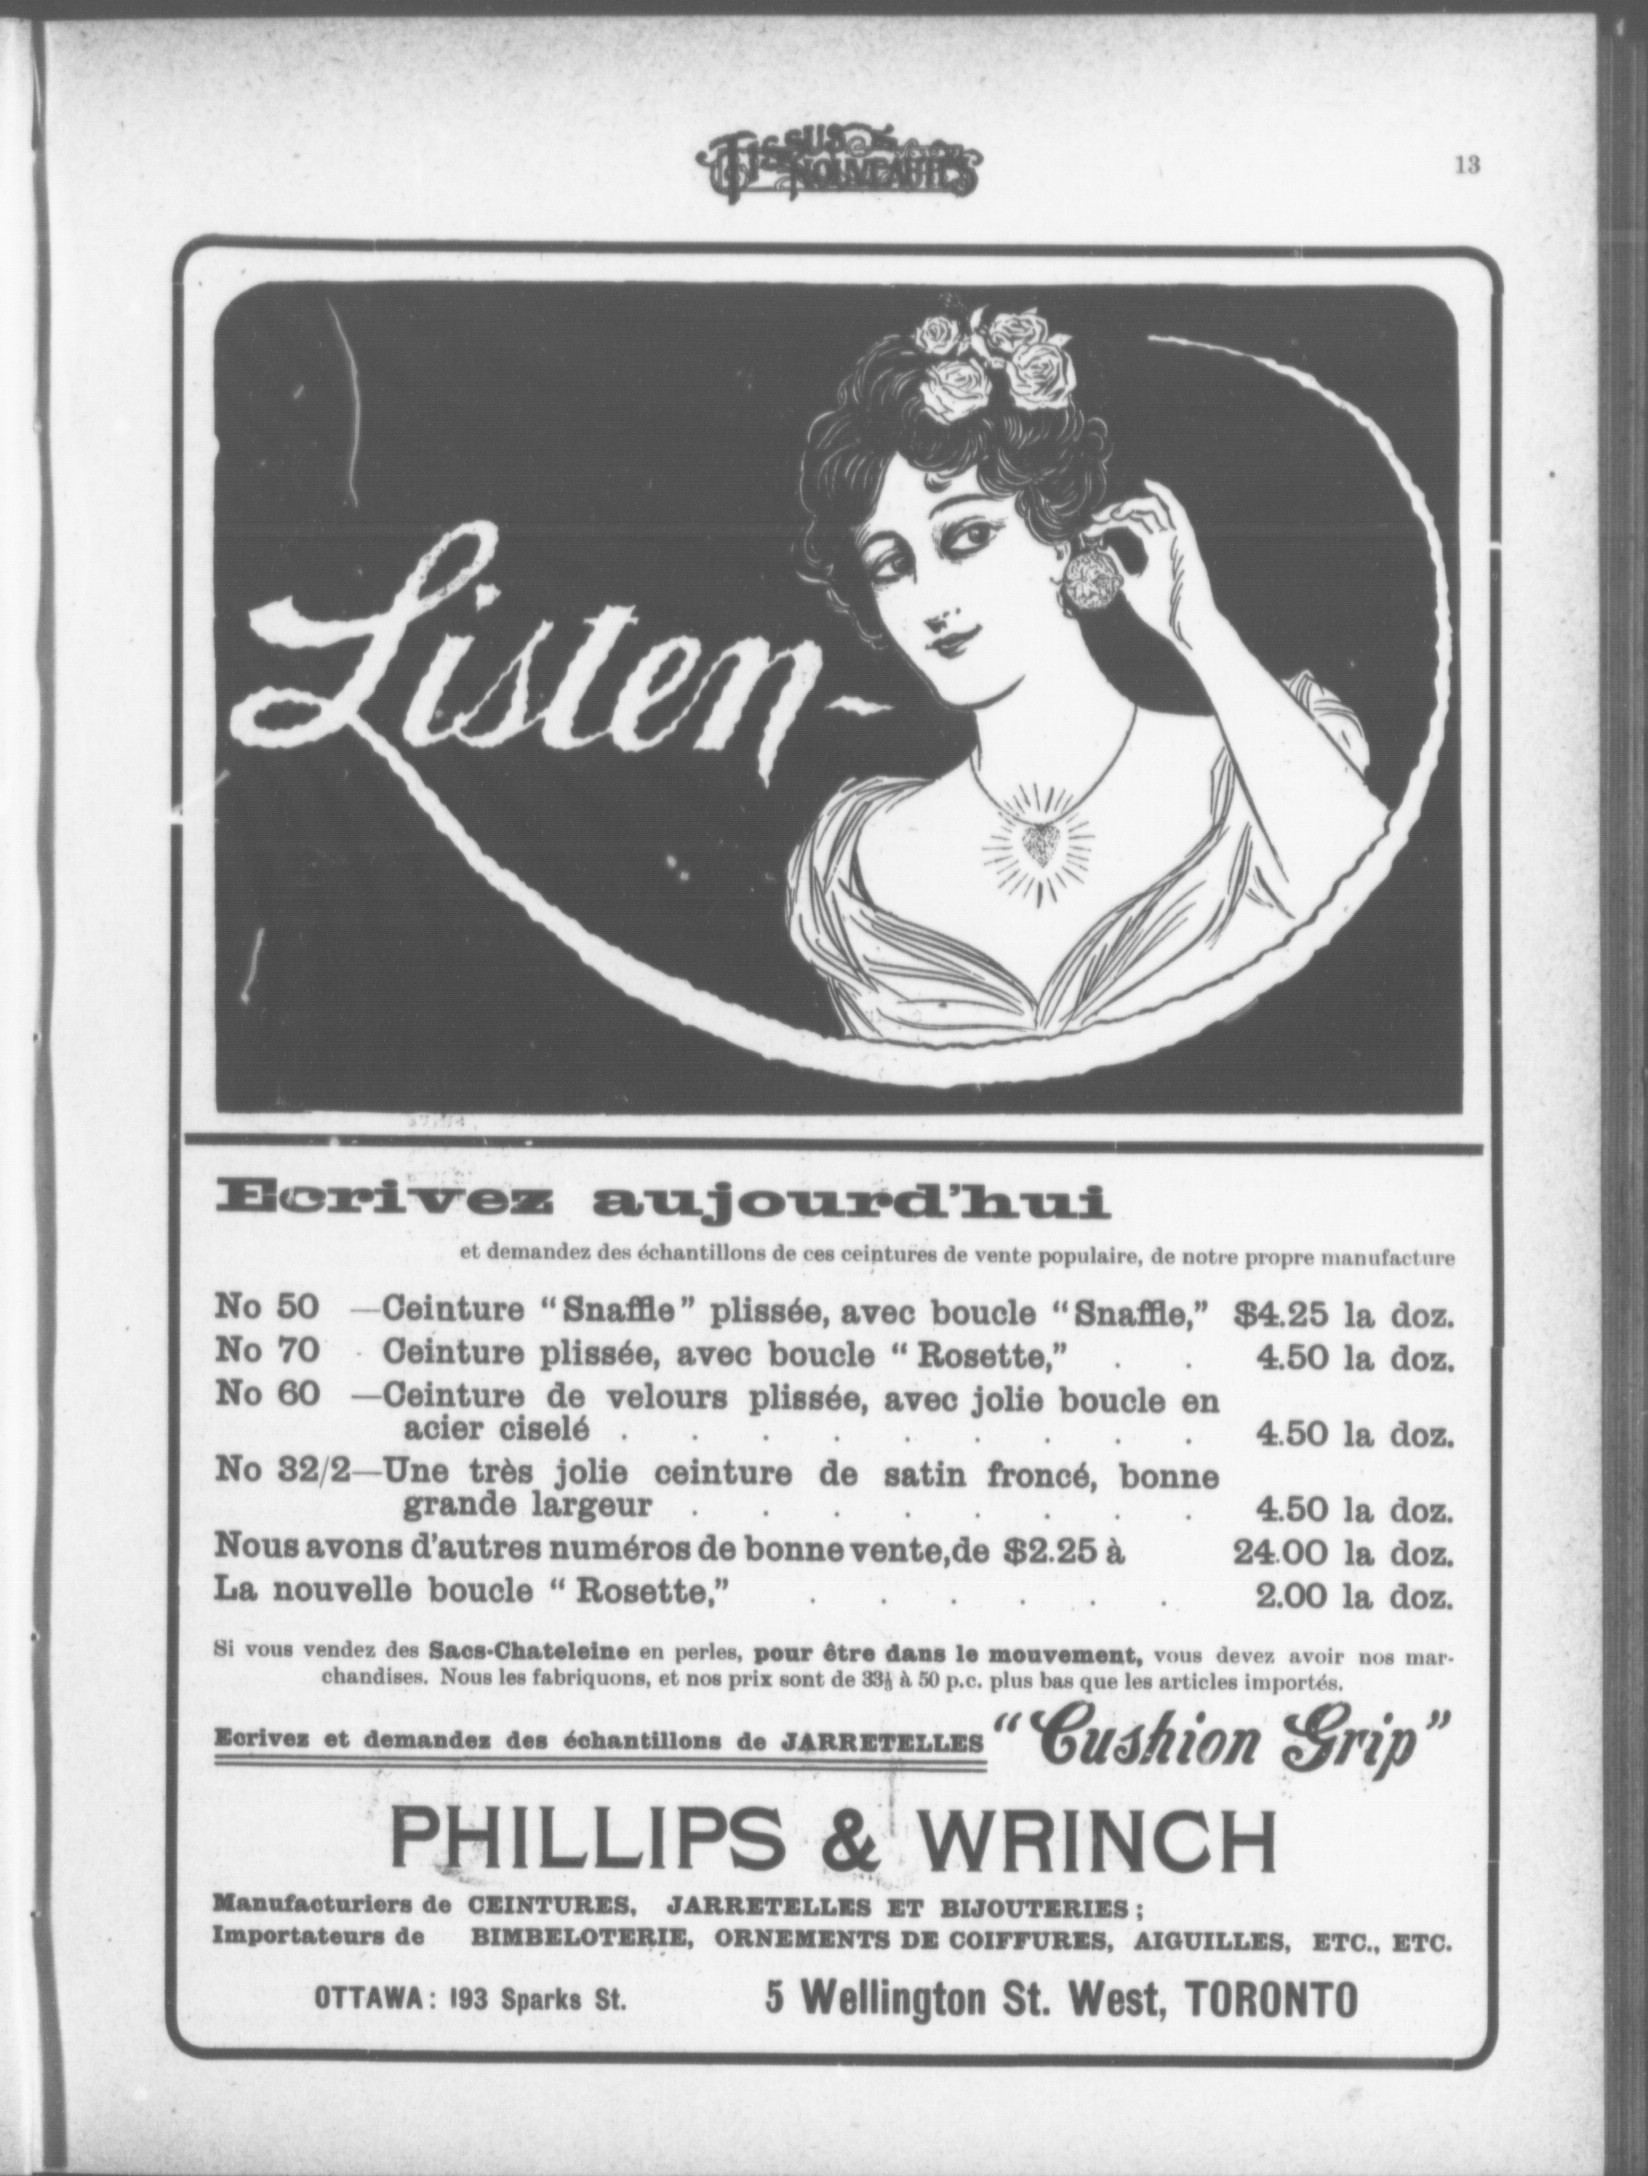 TISSUS & NOUVEAUTÉS
13
Listen-
Ecrivez aujourd'hui
et demandez des échantillons de ces ceintures de vente populaire, de notre propre manufacture
No 50 —Ceinture "Snaffle" plissée, avec boucle "Snaffle," $4.25 la doz.
No 70 - Ceinture plissée, avec boucle " Rosette," . . 4.50 la doz.
No 60 —Ceinture de velours plissée, avec jolie boucle en
acier ciselé . . . . . . . . . 4.50 la doz.
No 32/2—Une très jolie ceinture de satin froncé, bonne
grande largeur . . . . . . . . 4.50 la doz.
Nous avons d'autres numéros de bonne vente, de $2.25 à 24.00 la doz.
La nouvelle boucle " Rosette," . . . . . . 2.00 la doz.
Si vous vendez des Sacs-Chateleine en perles, pour être dans le mouvement, vous devez avoir nos mar-
chandises. Nous les fabriquons, et nos prix sont de 33⅓ à 50 p.c. plus bas que les articles importés.
Ecrivez et demandez des échantillons de JARRETELLES "Cushion Grip"
PHILLIPS & WRINCH
Manufacturiers de CEINTURES, JARRETELLES ET BIJOUTERIES ;
Importateurs de BIMBELOTERIE, ORNEMENTS DE COIFFURES, AIGUILLES, ETC., ETC.
OTTAWA : 193 Sparks St. 5 Wellington St. West, TORONTO